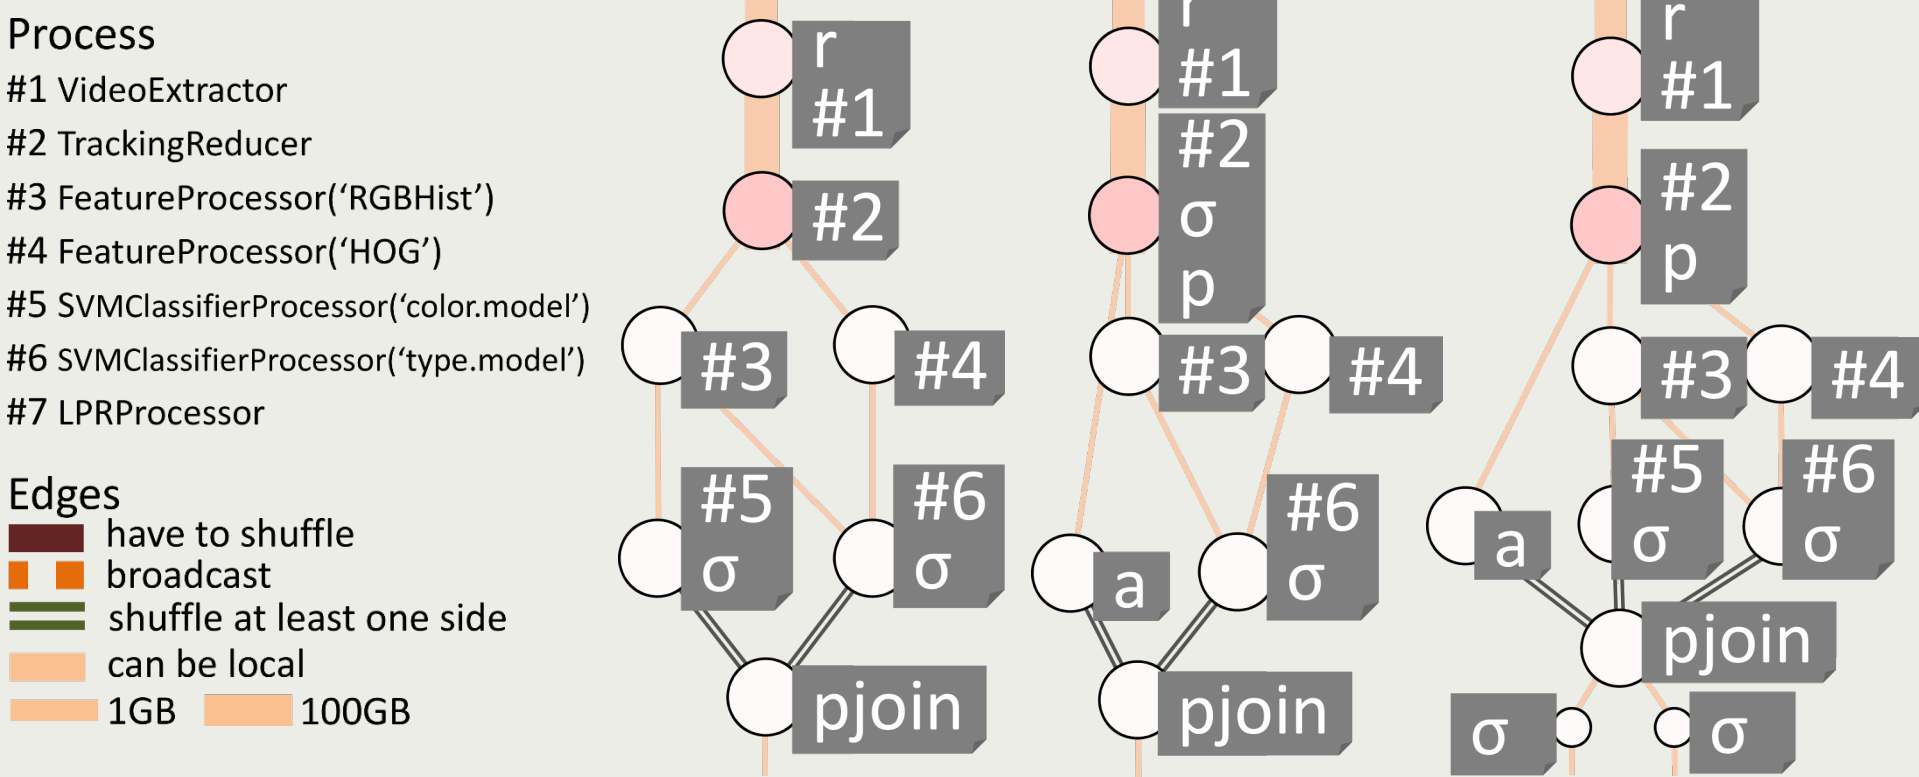 Process
#1 VideoExtractor
#2 TrackingReducer
#3 FeatureProcessor(‘RGBHist’)
#4 FeatureProcessor(‘HOG’)
#5 SVMClassifierProcessor(‘color.model’)
#6 SVMClassifierProcessor(‘type.model’)
#7 LPRProcessor
Edges
have to shuffle
broadcast
shuffle at least one side
can be local
1GB 100GB
r
#1
#2
#3
#4
#5
σ
#6
σ
pjoin
r
#1
#2
σ
p
#3
#4
a
#6
σ
pjoin
r
#1
#2
p
#3
#4
a
#5
σ
#6
σ
pjoin
σ
σ